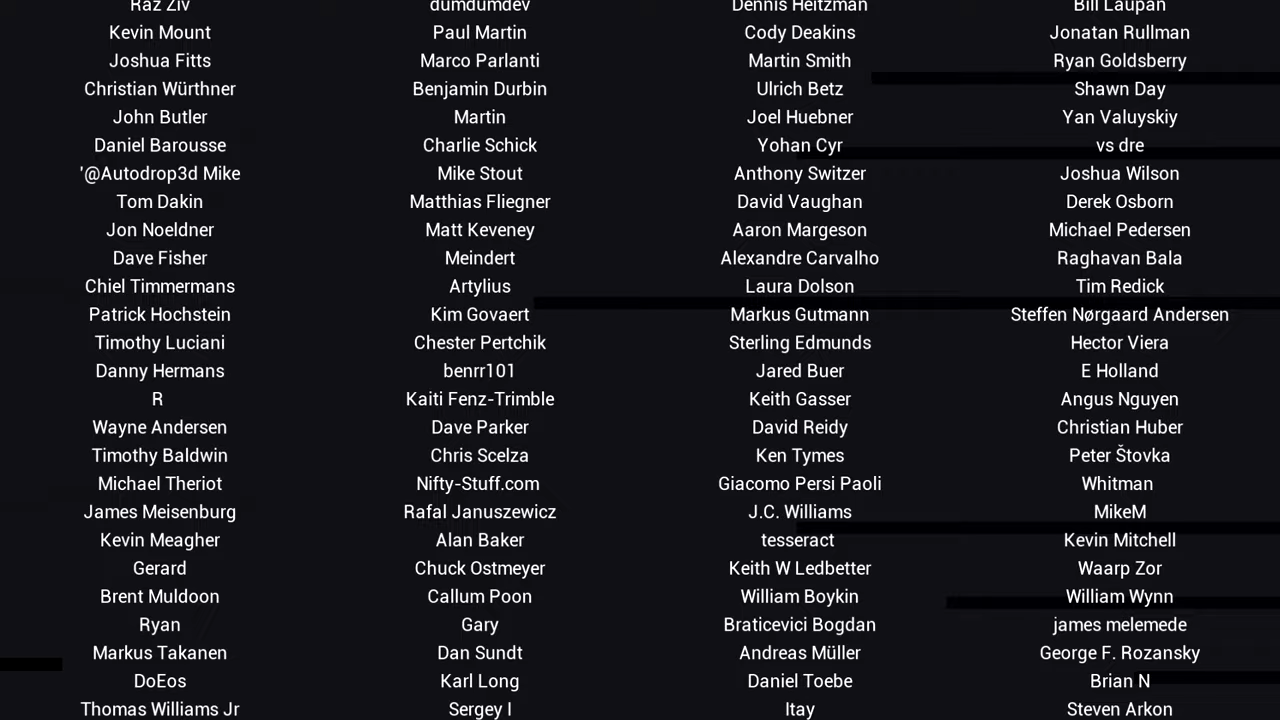 Raz Ziv dumdumdev Dennis Heitzman Bill Laupan
Kevin Mount Paul Martin Cody Deakins Jonatan Rullman
Joshua Fitts Marco Parlanti Martin Smith Ryan Goldsberry
Christian Würthner Benjamin Durbin Ulrich Betz Shawn Day
John Butler Martin Joel Huebner Yan Valuyskiy
Daniel Barousse Charlie Schick Yohan Cyr vs dre
'@Autodrop3d Mike Mike Stout Anthony Switzer Joshua Wilson
Tom Dakin Matthias Fliegner David Vaughan Derek Osborn
Jon Noeldner Matt Keveney Aaron Margeson Michael Pedersen
Dave Fisher Meindert Alexandre Carvalho Raghavan Bala
Chiel Timmermans Artylius Laura Dolson Tim Redick
Patrick Hochstein Kim Govaert Markus Gutmann Steffen Nørgaard Andersen
Timothy Luciani Chester Pertchik Sterling Edmunds Hector Viera
Danny Hermans benrr101 Jared Buer E Holland
R Kaiti Fenz-Trimble Keith Gasser Angus Nguyen
Wayne Andersen Dave Parker David Reidy Christian Huber
Timothy Baldwin Chris Scelza Ken Tymes Peter Štovka
Michael Theriot Nifty-Stuff.com Giacomo Persi Paoli Whitman
James Meisenburg Rafal Januszewicz J.C. Williams MikeM
Kevin Meagher Alan Baker tesseract Kevin Mitchell
Gerard Chuck Ostmeyer Keith W Ledbetter Waarp Zor
Brent Muldoon Callum Poon William Boykin William Wynn
Ryan Gary Braticevici Bogdan james melemede
Markus Takanen Dan Sundt Andreas Müller George F. Rozansky
DoEos Karl Long Daniel Toebe Brian N
Thomas Williams Jr Sergey I Itay Steven Arkon